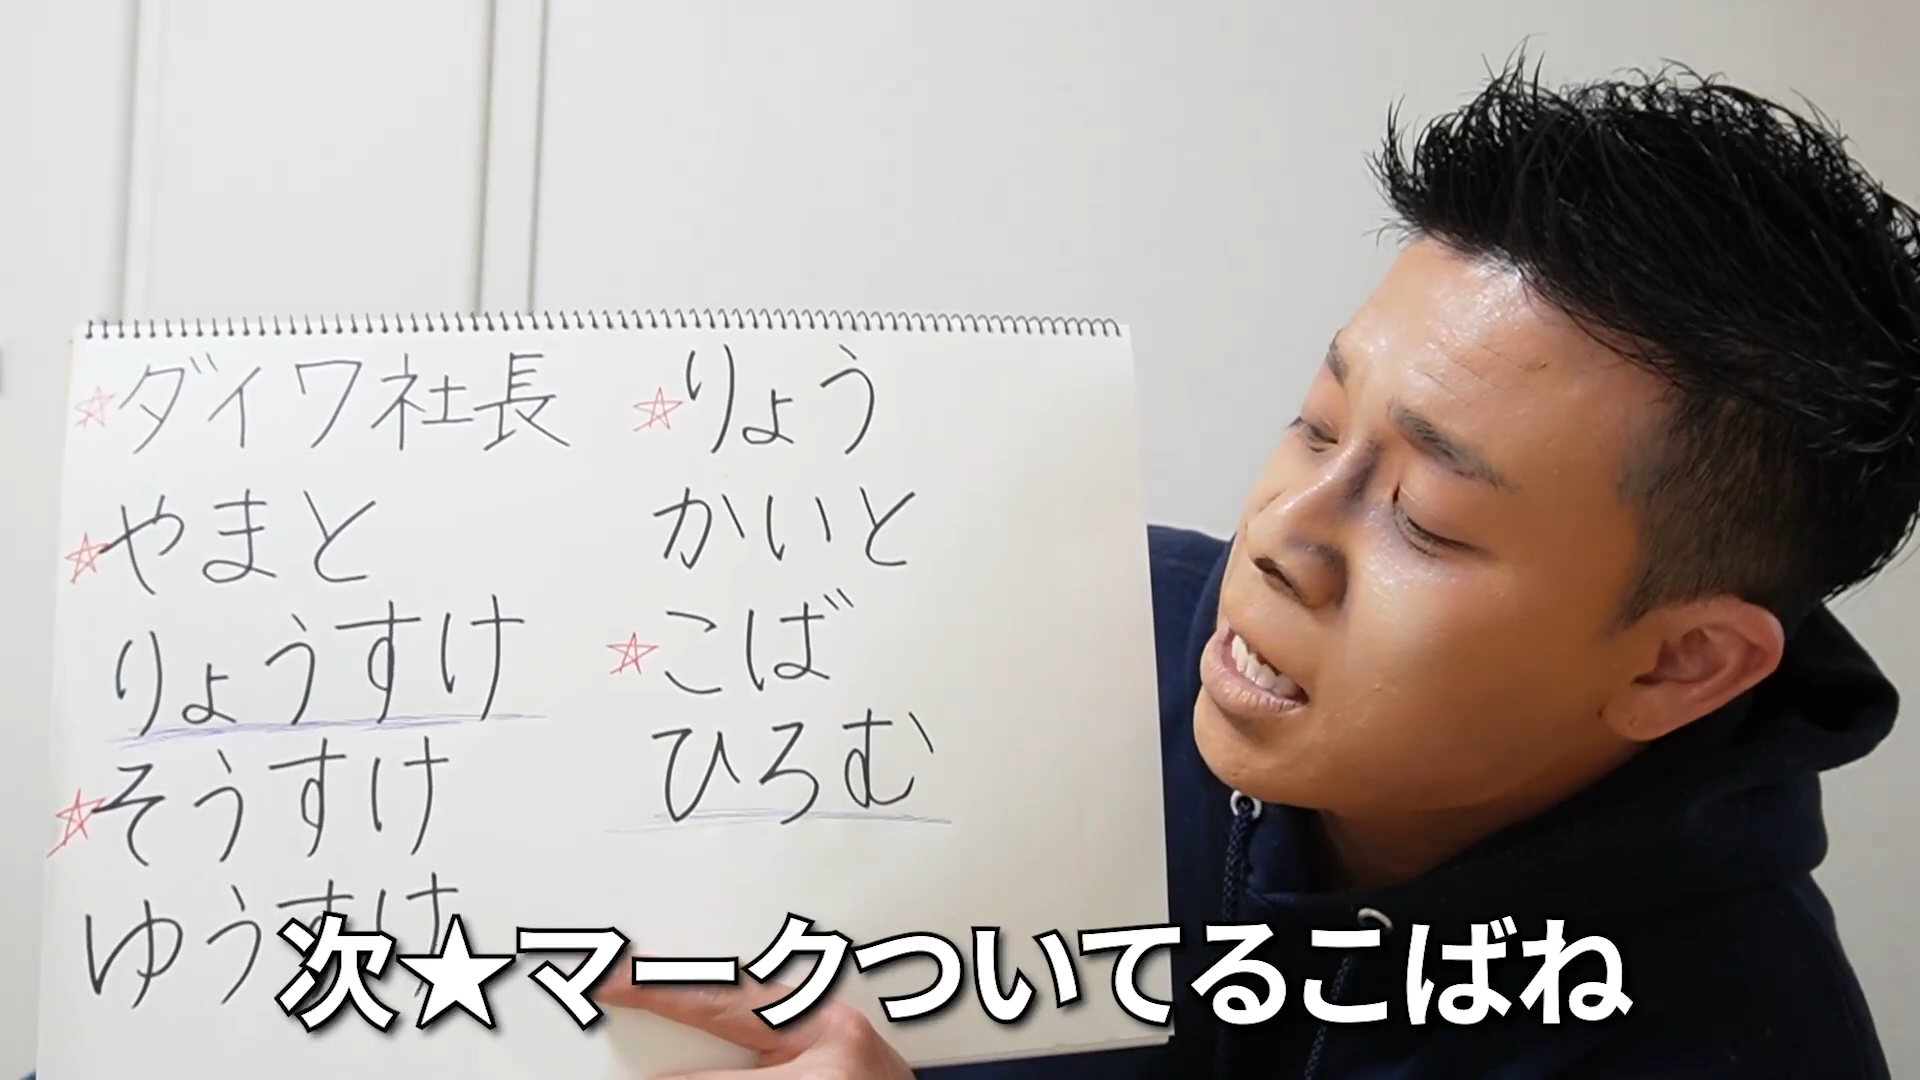 ☆ダイワ社長
☆やまと
りょうすけ
☆そうすけ
ゆうすけ
☆りょう
かいと
☆こば
ひろむ
次★マークついてるこばね